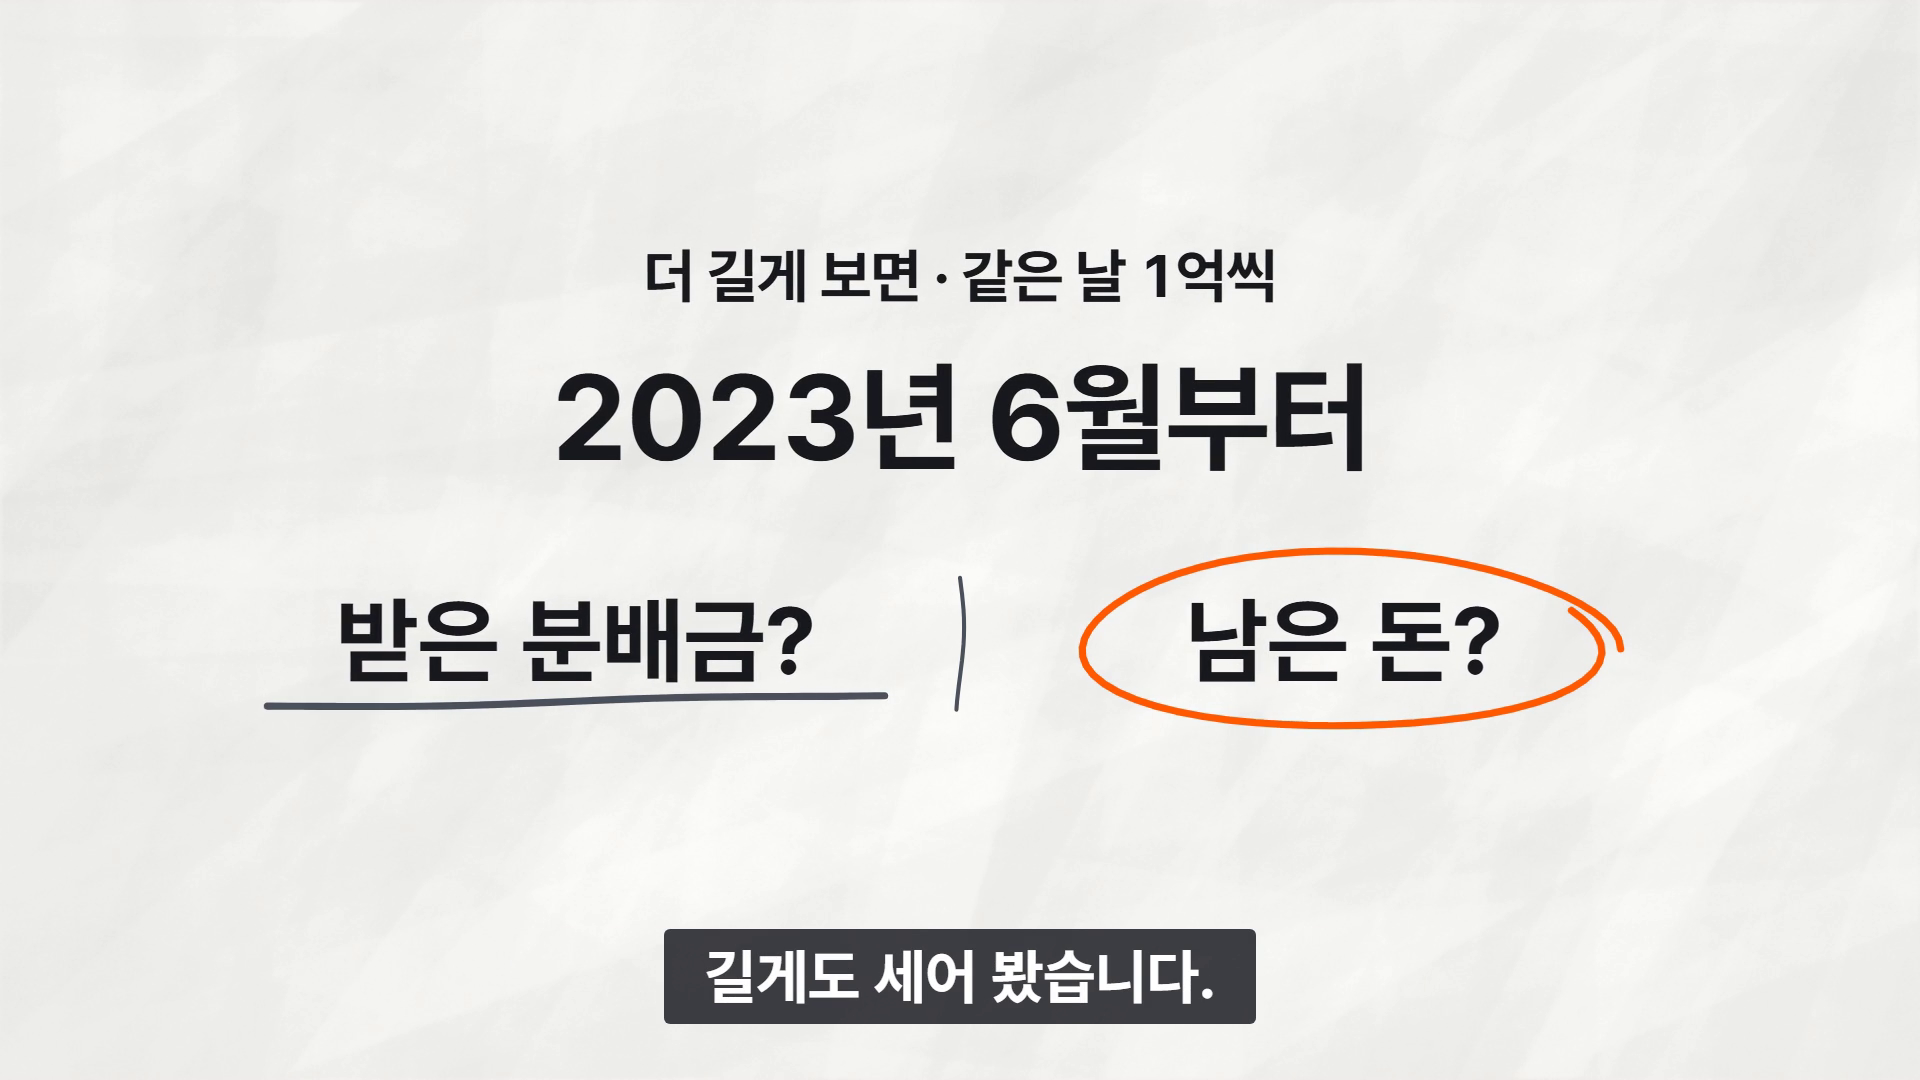 더 길게 보면 · 같은 날 1억씩
2023년 6월부터
받은 분배금?
남은 돈?
길게도 세어 봤습니다.